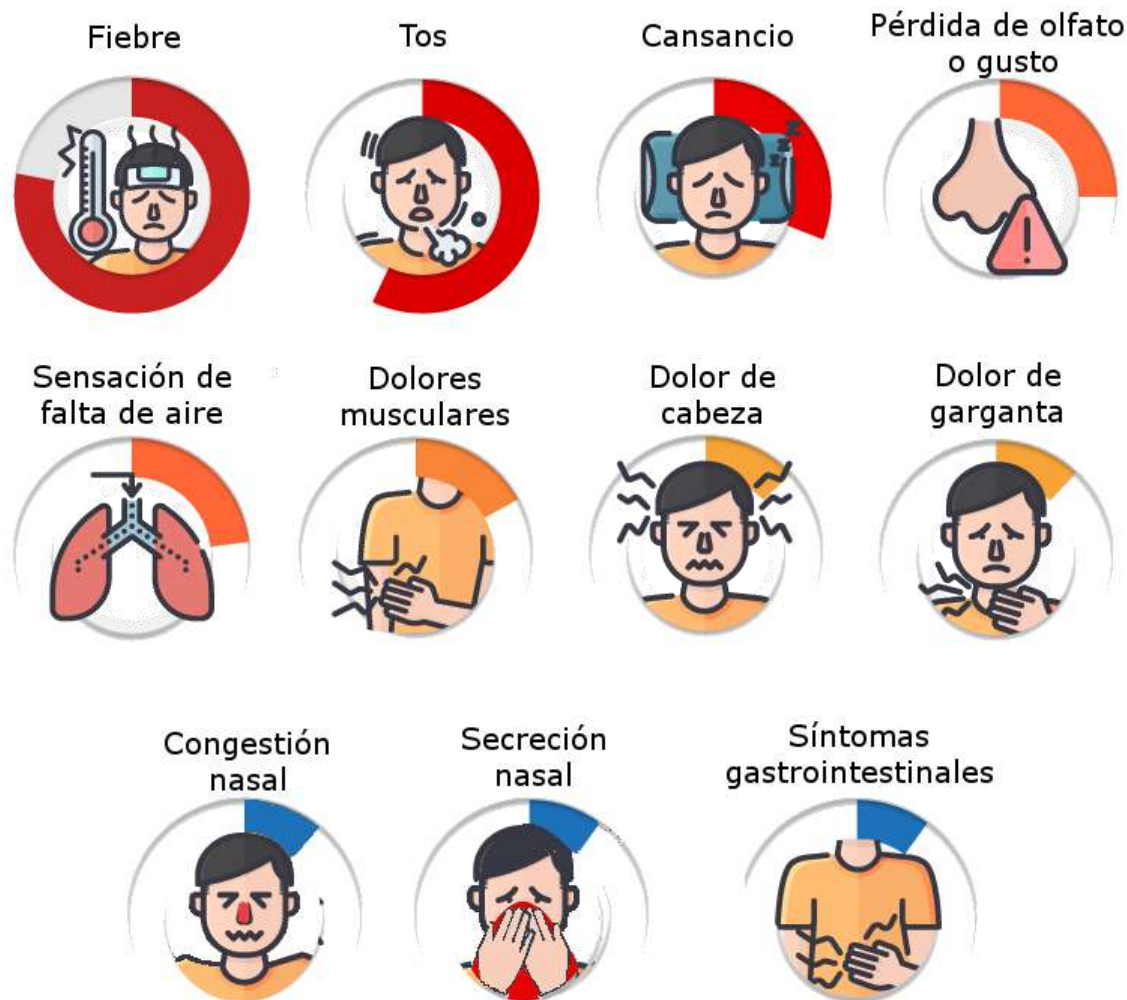 Fiebre
Tos
Cansancio
Pérdida de olfato
o gusto
Sensación de
falta de aire
Dolores
musculares
Dolor de
cabeza
Dolor de
garganta
Congestión
nasal
Secreción
nasal
Síntomas
gastrointestinales